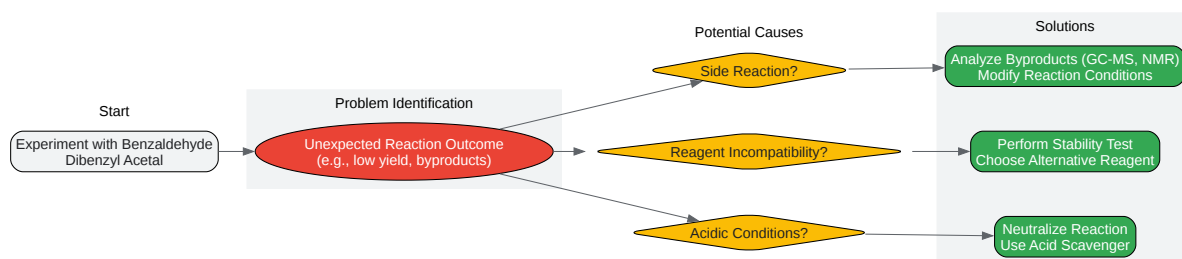 Start
Experiment with Benzaldehyde
Dibenzyl Acetal
Problem Identification
Unexpected Reaction Outcome
(e.g., low yield, byproducts)
Potential Causes
Side Reaction?
Reagent Incompatibility?
Acidic Conditions?
Solutions
Analyze Byproducts (GC-MS, NMR)
Modify Reaction Conditions
Perform Stability Test
Choose Alternative Reagent
Neutralize Reaction
Use Acid Scavenger